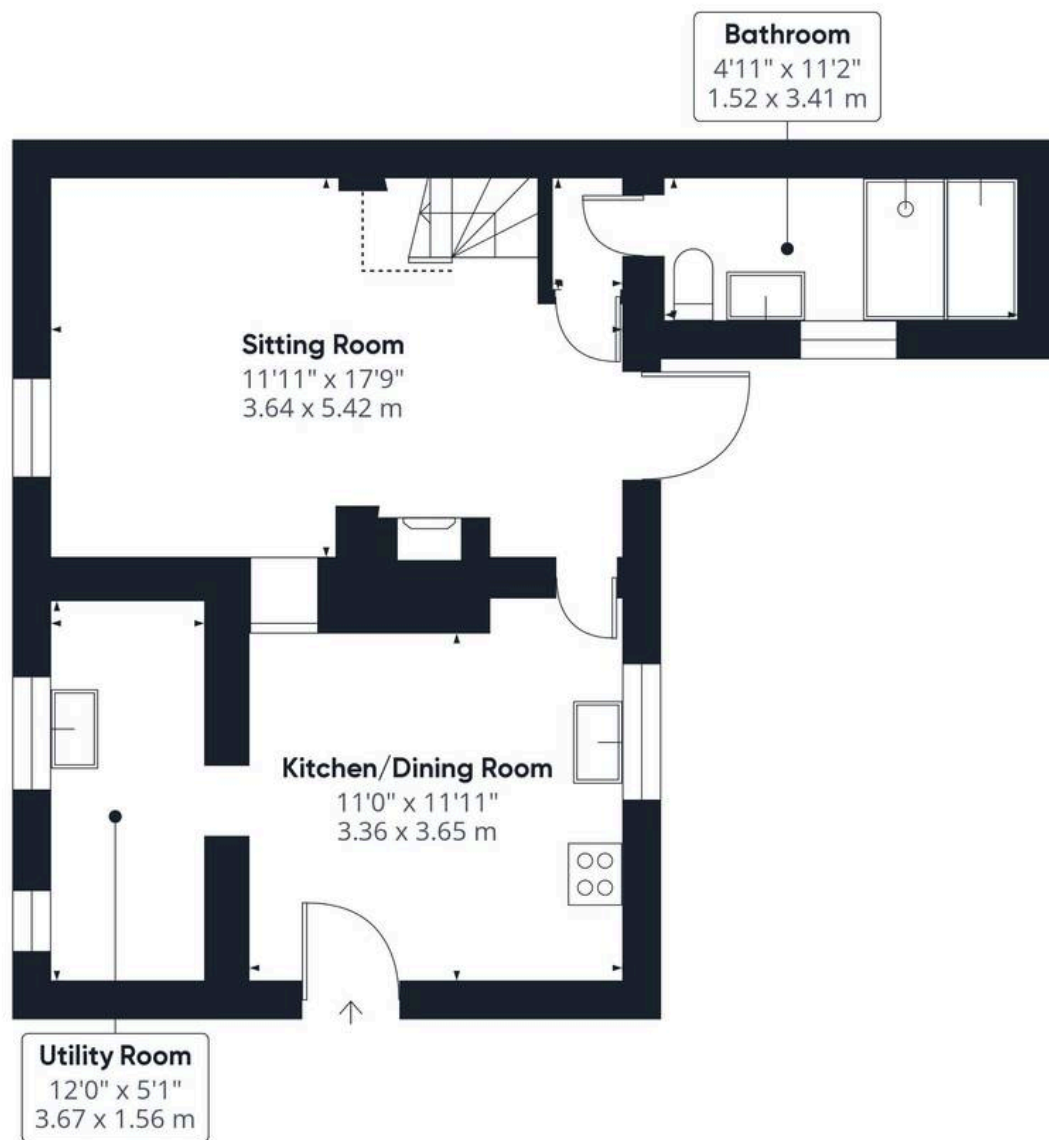 Bathroom
4'11" x 11'2"
1.52 x 3.41 m
Sitting Room
11'11" x 17'9"
3.64 x 5.42 m
Kitchen/Dining Room
11'0" x 11'11"
3.36 x 3.65 m
Utility Room
12'0" x 5'1"
3.67 x 1.56 m